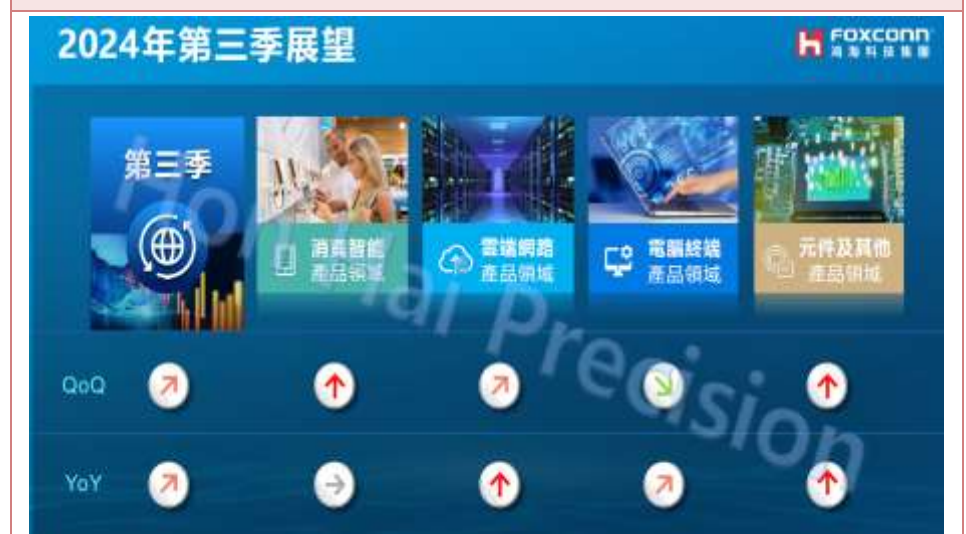 2024年第三季展望
FOXCONN
鴻海科技集團
第三季
消費智能
產品領域
雲端網路
產品領域
電腦終端
產品領域
元件及其他
產品領域
QoQ
YoY
Hon Hai Precision